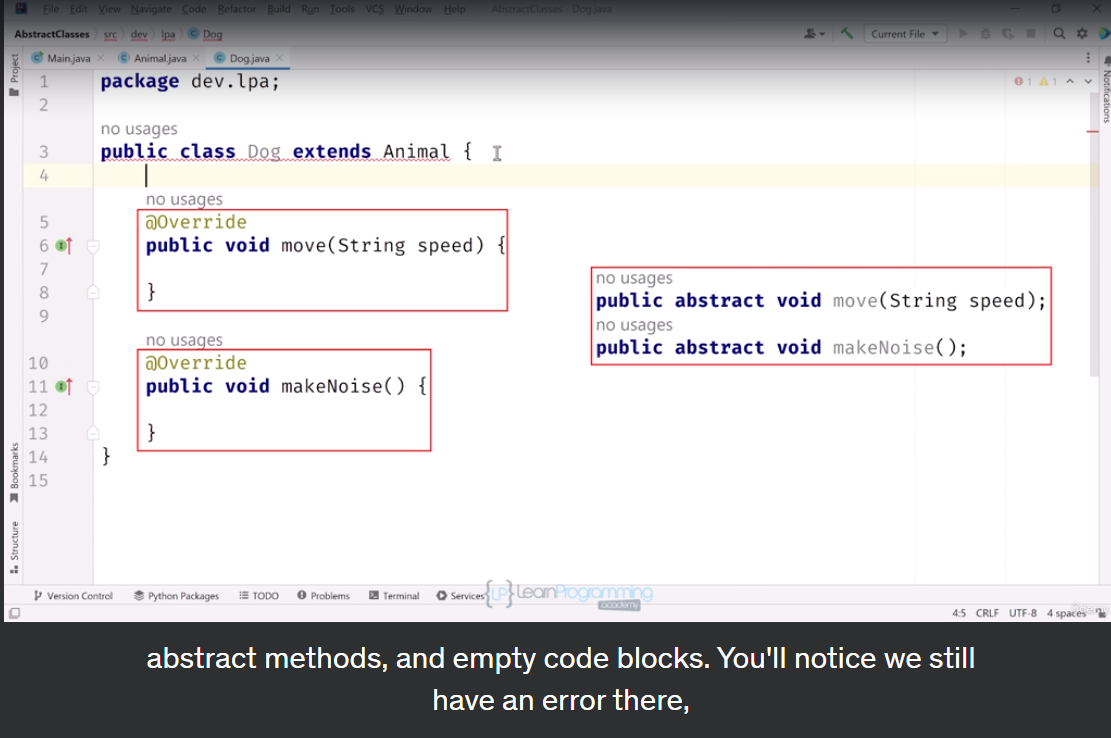 File Edit View Navigate Code Refactor Build Run Tools VCS Window Help AbstractClasses - Dog.java
AbstractClasses src dev lpa Dog
Current File
Main.java Animal.java Dog.java
Project
Notifications
1 1
1 package dev.lpa;
2
no usages
3 public class Dog extends Animal {
4
no usages
5 @Override
6 public void move(String speed) {
7
8 }
9
no usages
10 @Override
11 public void makeNoise() {
12
13 }
14 }
15
no usages
public abstract void move(String speed);
no usages
public abstract void makeNoise();
Bookmarks
Structure
Version Control Python Packages TODO Problems Terminal Services
{LP} LearnProgramming
academy
4:5 CRLF UTF-8 4 spaces
abstract methods, and empty code blocks. You'll notice we still
have an error there,